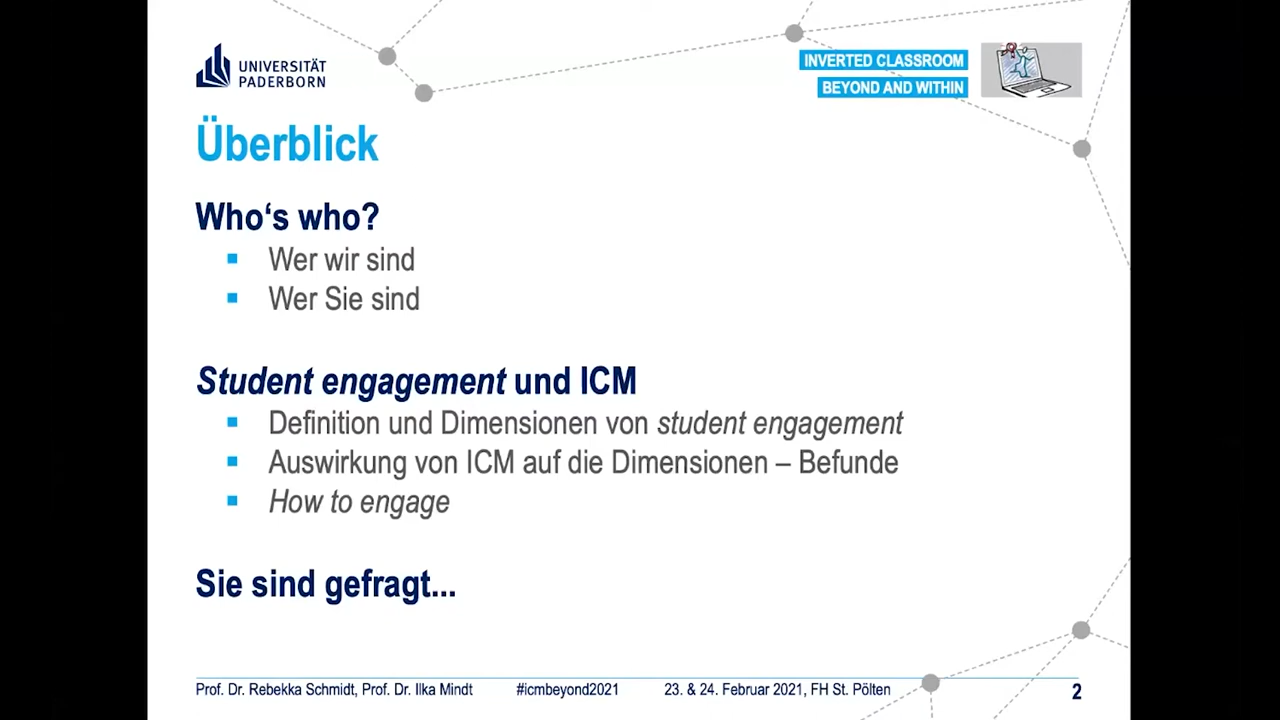 UNIVERSITÄT
PADERBORN
INVERTED CLASSROOM
BEYOND AND WITHIN
Überblick
Who‘s who?
▪ Wer wir sind
▪ Wer Sie sind
Student engagement und ICM
▪ Definition und Dimensionen von student engagement
▪ Auswirkung von ICM auf die Dimensionen – Befunde
▪ How to engage
Sie sind gefragt...
Prof. Dr. Rebekka Schmidt, Prof. Dr. Ilka Mindt #icmbeyond2021 23. & 24. Februar 2021, FH St. Pölten 2